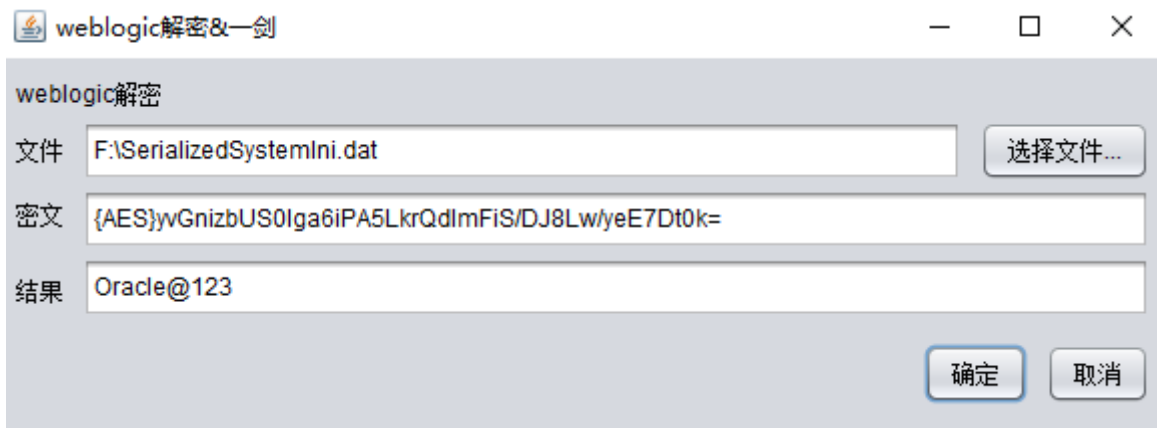 weblogic解密&一剑
weblogic解密
文件 F:\SerializedSystemIni.dat 选择文件...
密文 {AES}yvGnizbUS0lga6iPA5LkrQdImFiS/DJ8Lw/yeE7Dt0k=
结果 Oracle@123
确定 取消